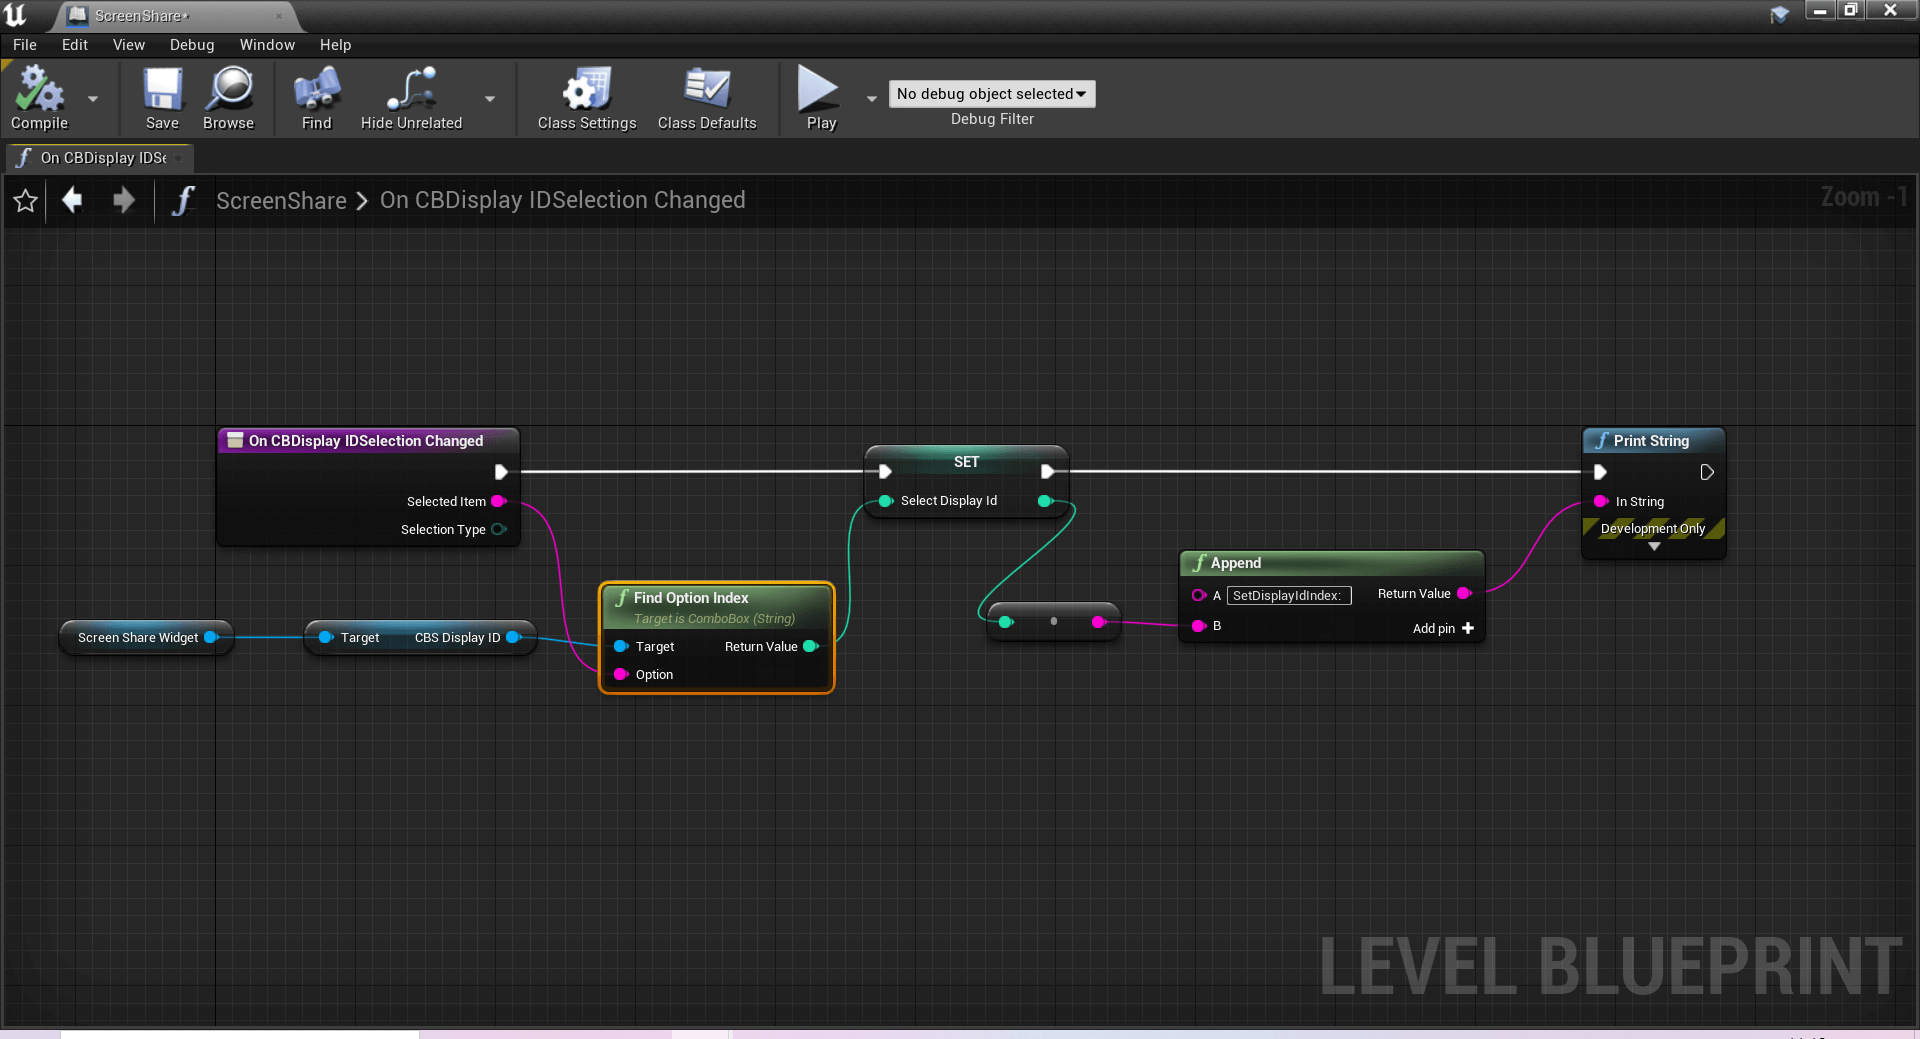 ScreenShare*
File Edit View Debug Window Help
Compile Save Browse Find Hide Unrelated Class Settings Class Defaults Play
No debug object selected
Debug Filter
On CBDisplay IDSe
ScreenShare > On CBDisplay IDSelection Changed
Zoom -1
On CBDisplay IDSelection Changed
Selected Item
Selection Type
Screen Share Widget
Target CBS Display ID
Find Option Index
Target is ComboBox (String)
Target Return Value
Option
SET
Select Display Id
Append
A SetDisplayIdIndex: Return Value
B Add pin
Print String
In String
Development Only
LEVEL BLUEPRINT